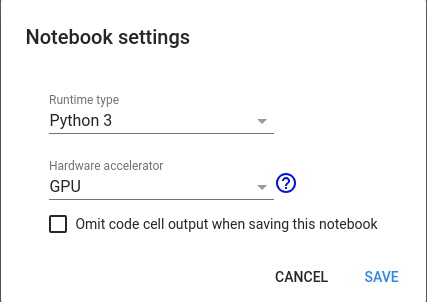 Notebook settings
Runtime type
Python 3
Hardware accelerator
GPU
?
Omit code cell output when saving this notebook
CANCEL SAVE